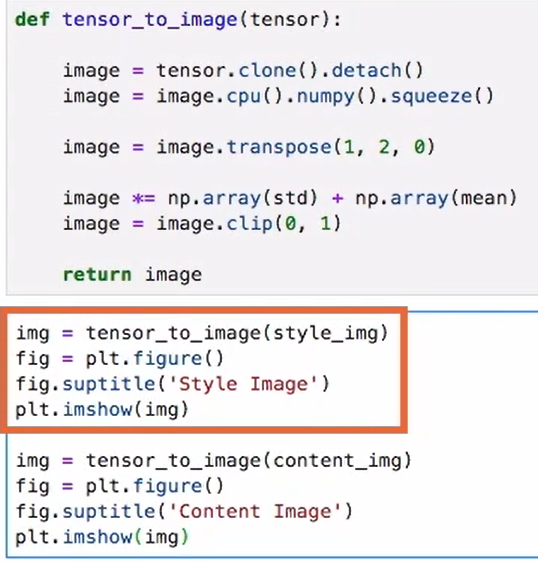 def tensor_to_image(tensor):
    image = tensor.clone().detach()
    image = image.cpu().numpy().squeeze()
    image = image.transpose(1, 2, 0)
    image *= np.array(std) + np.array(mean)
    image = image.clip(0, 1)
    return image
img = tensor_to_image(style_img)
fig = plt.figure()
fig.suptitle('Style Image')
plt.imshow(img)
img = tensor_to_image(content_img)
fig = plt.figure()
fig.suptitle('Content Image')
plt.imshow(img)